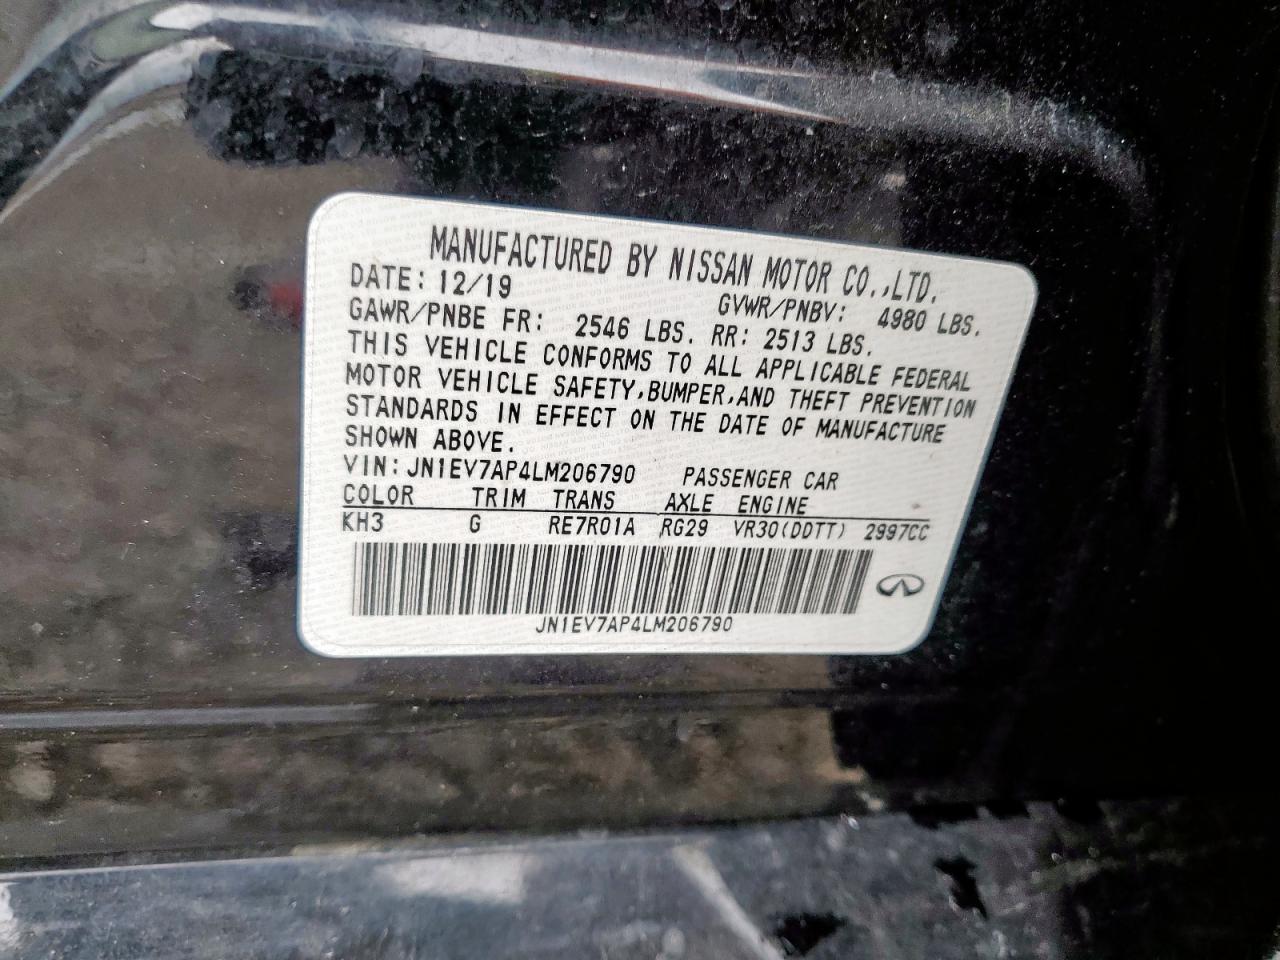 MANUFACTURED BY NISSAN MOTOR CO.,LTD.
DATE: 12/19 GVWR/PNBV: 4980 LBS.
GAWR/PNBE FR: 2546 LBS. RR: 2513 LBS.
THIS VEHICLE CONFORMS TO ALL APPLICABLE FEDERAL
MOTOR VEHICLE SAFETY,BUMPER,AND THEFT PREVENTION
STANDARDS IN EFFECT ON THE DATE OF MANUFACTURE
SHOWN ABOVE.
VIN: JN1EV7AP4LM206790 PASSENGER CAR
COLOR TRIM TRANS AXLE ENGINE
KH3 G RE7R01A RG29 VR30(DDTT) 2997CC
JN1EV7AP4LM206790